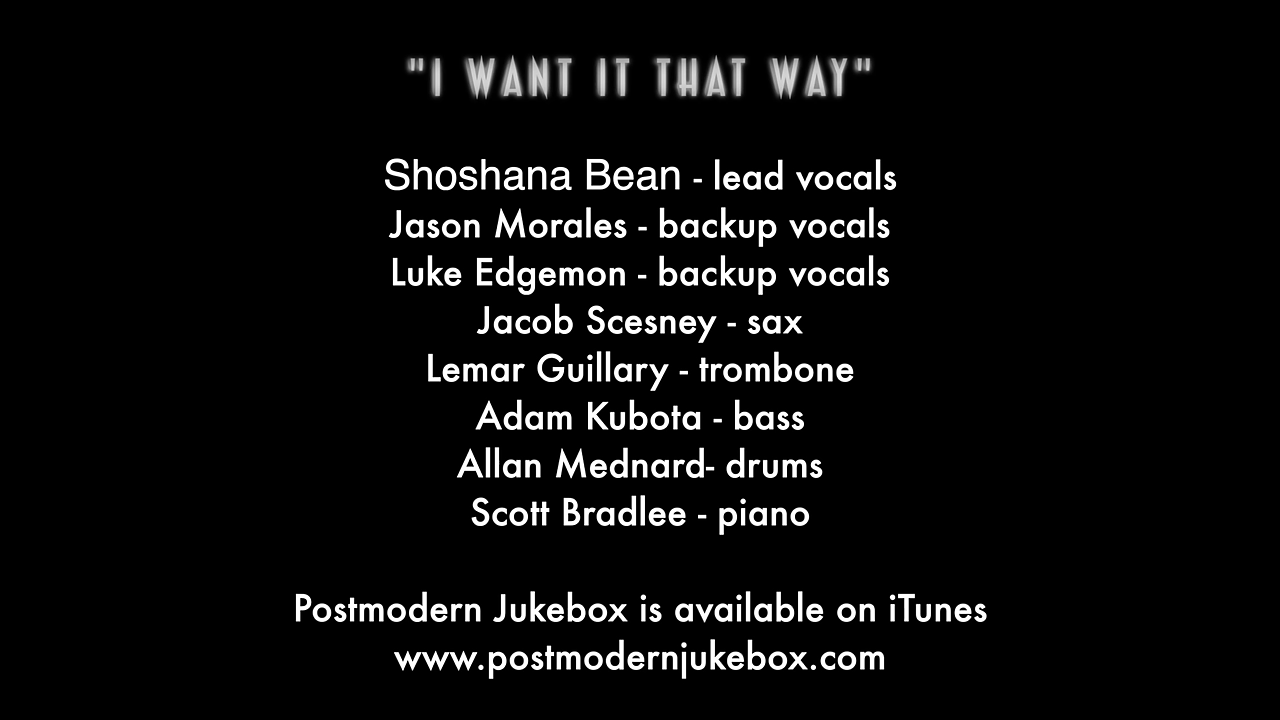 "I WANT IT THAT WAY"
Shoshana Bean - lead vocals
Jason Morales - backup vocals
Luke Edgemon - backup vocals
Jacob Scesney - sax
Lemar Guillary - trombone
Adam Kubota - bass
Allan Mednard- drums
Scott Bradlee - piano
Postmodern Jukebox is available on iTunes
www.postmodernjukebox.com